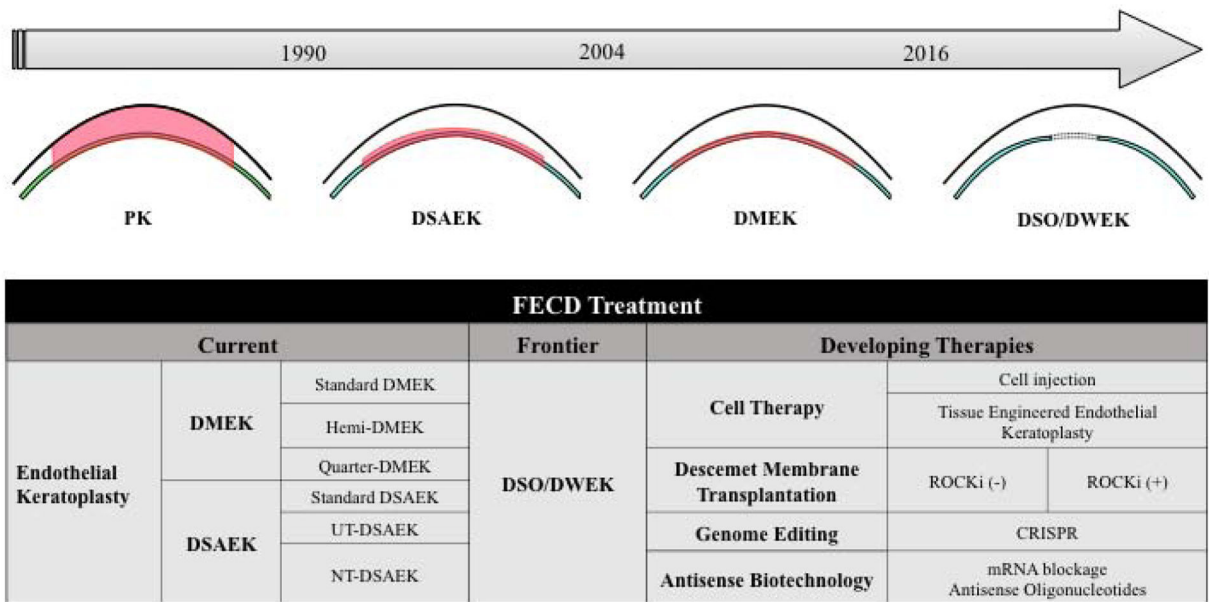 1990
2004
2016
PK
DSAEK
DMEK
DSO/DWEK
FECD Treatment
Current
Frontier
Developing Therapies
Endothelial
Keratoplasty
DMEK
Standard DMEK
Hemi-DMEK
Quarter-DMEK
DSAEK
Standard DSAEK
UT-DSAEK
NT-DSAEK
DSO/DWEK
Cell Therapy
Cell injection
Tissue Engineered Endothelial
Keratoplasty
Descemet Membrane
Transplantation
ROCKi (-)
ROCKi (+)
Genome Editing
CRISPR
Antisense Biotechnology
mRNA blockage
Antisense Oligonucleotides